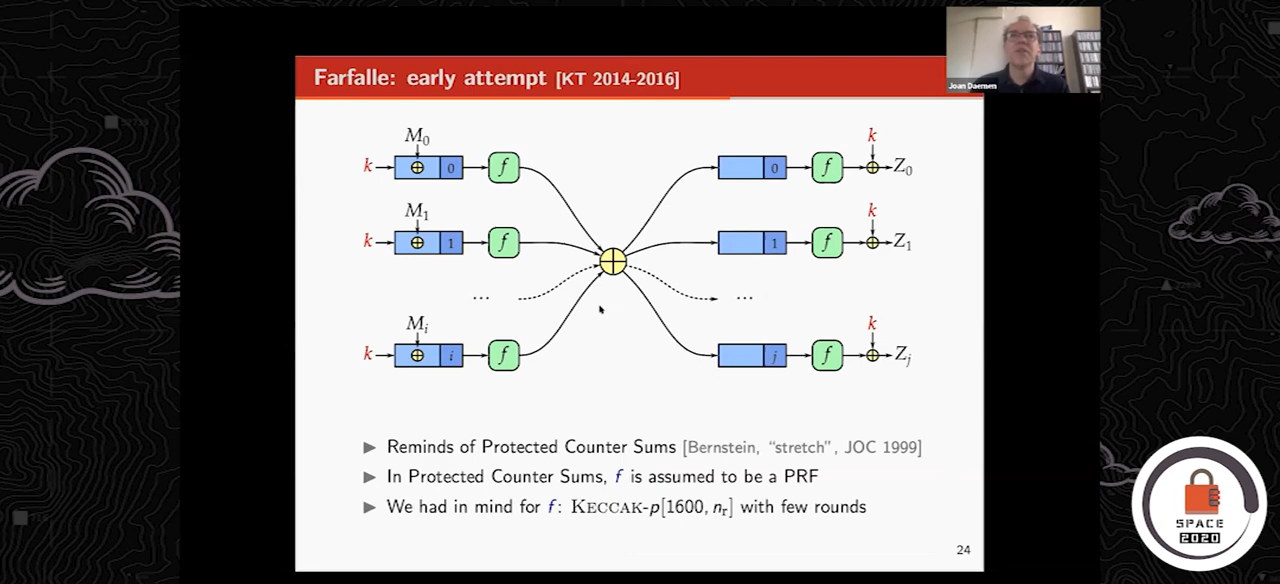 Farfalle: early attempt [KT 2014-2016]
Joan Daemen
M0 k
k 0 f 0 f Z0
M1 k
k 1 f 1 f Z1
... ...
Mi k
k i f j f Zj
▶ Reminds of Protected Counter Sums [Bernstein, “stretch”, JOC 1999]
▶ In Protected Counter Sums, f is assumed to be a PRF
▶ We had in mind for f: KECCAK-p[1600, nr] with few rounds
24
SPACE
2020